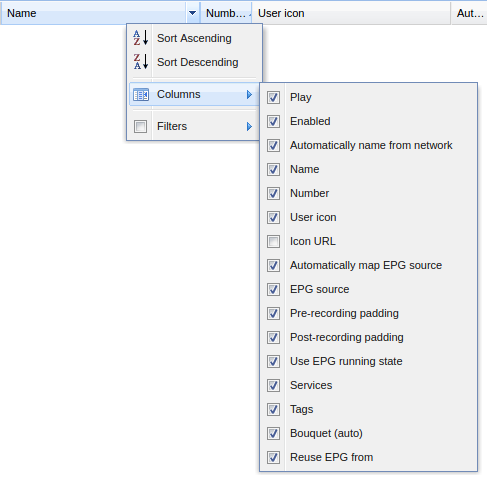 Name Numb... User icon Aut...
Sort Ascending
Sort Descending
Columns
Filters
Play
Enabled
Automatically name from network
Name
Number
User icon
Icon URL
Automatically map EPG source
EPG source
Pre-recording padding
Post-recording padding
Use EPG running state
Services
Tags
Bouquet (auto)
Reuse EPG from